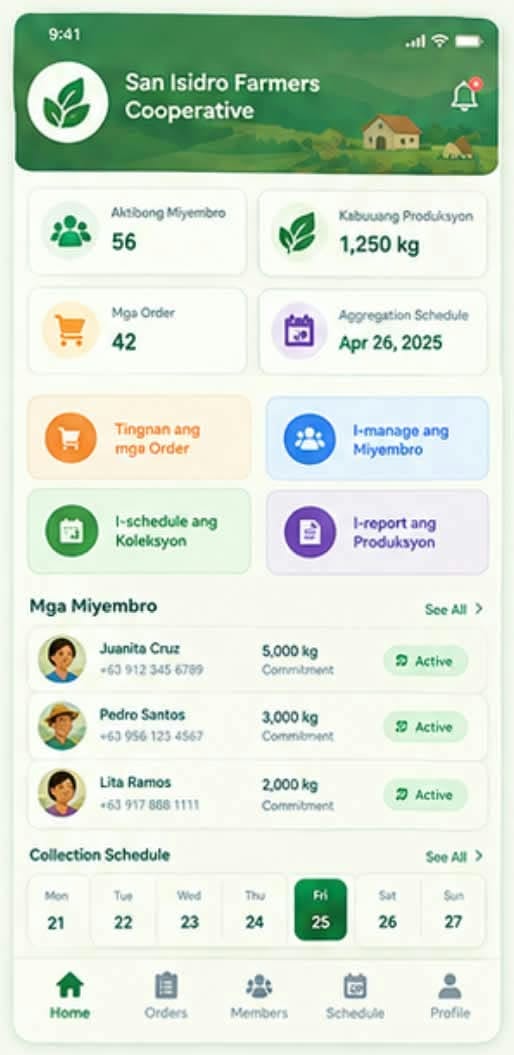 9:41
San Isidro Farmers
Cooperative
Aktibong Miyembro
56
Kabuuang Produksyon
1,250 kg
Mga Order
42
Aggregation Schedule
Apr 26, 2025
Tingnan ang
mga Order
I-manage ang
Miyembro
I-schedule ang
Koleksyon
I-report ang
Produksyon
Mga Miyembro
See All
Juanita Cruz
+63 912 345 6789
5,000 kg
Commitment
Active
Pedro Santos
+63 956 123 4567
3,000 kg
Commitment
Active
Lita Ramos
+63 917 888 1111
2,000 kg
Commitment
Active
Collection Schedule
See All
Mon Tue Wed Thu Fri Sat Sun
21 22 23 24 25 26 27
Home Orders Members Schedule Profile